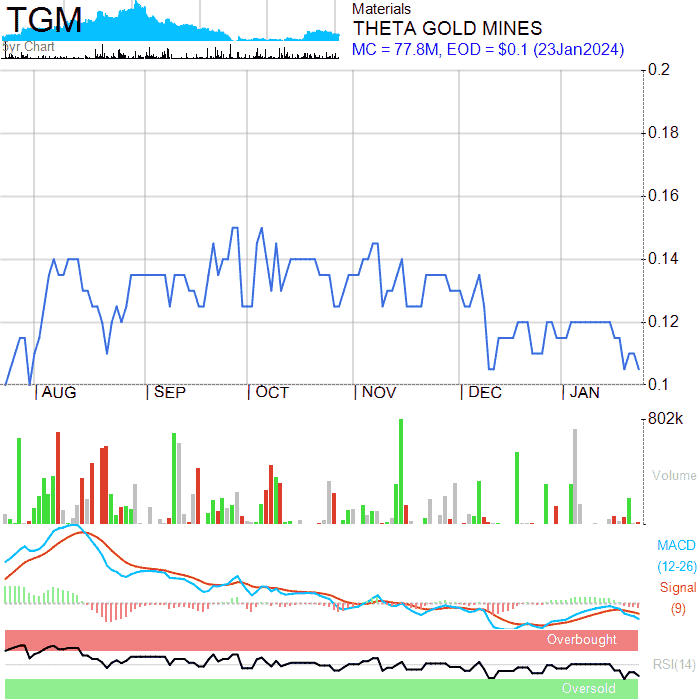 TGM
5yr Chart
Materials
THETA GOLD MINES
MC = 77.8M, EOD = $0.1 (23Jan2024)
0.2
0.18
0.16
0.14
0.12
0.1
AUG
SEP
OCT
NOV
DEC
JAN
802k
Volume
MACD
(12-26)
Signal
(9)
Overbought
RSI(14)
Oversold